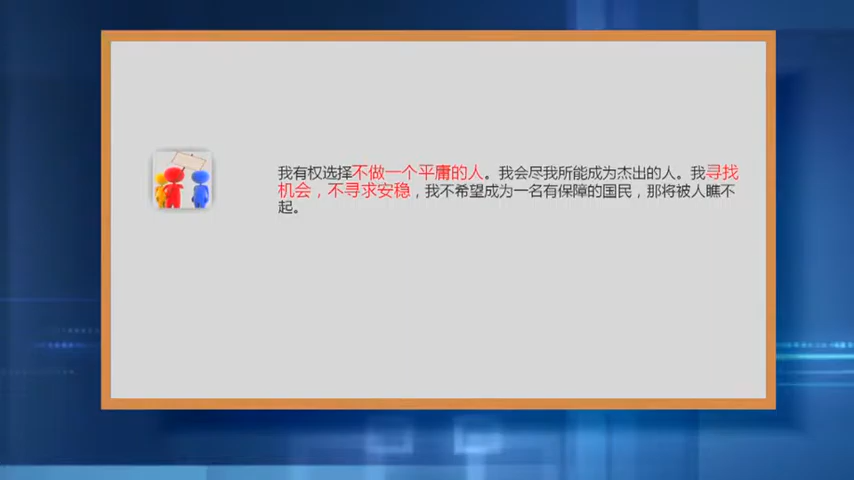 我有权选择不做一个平庸的人。我会尽我所能成为杰出的人。我寻找
机会，不寻求安稳，我不希望成为一名有保障的国民，那将被人瞧不
起。